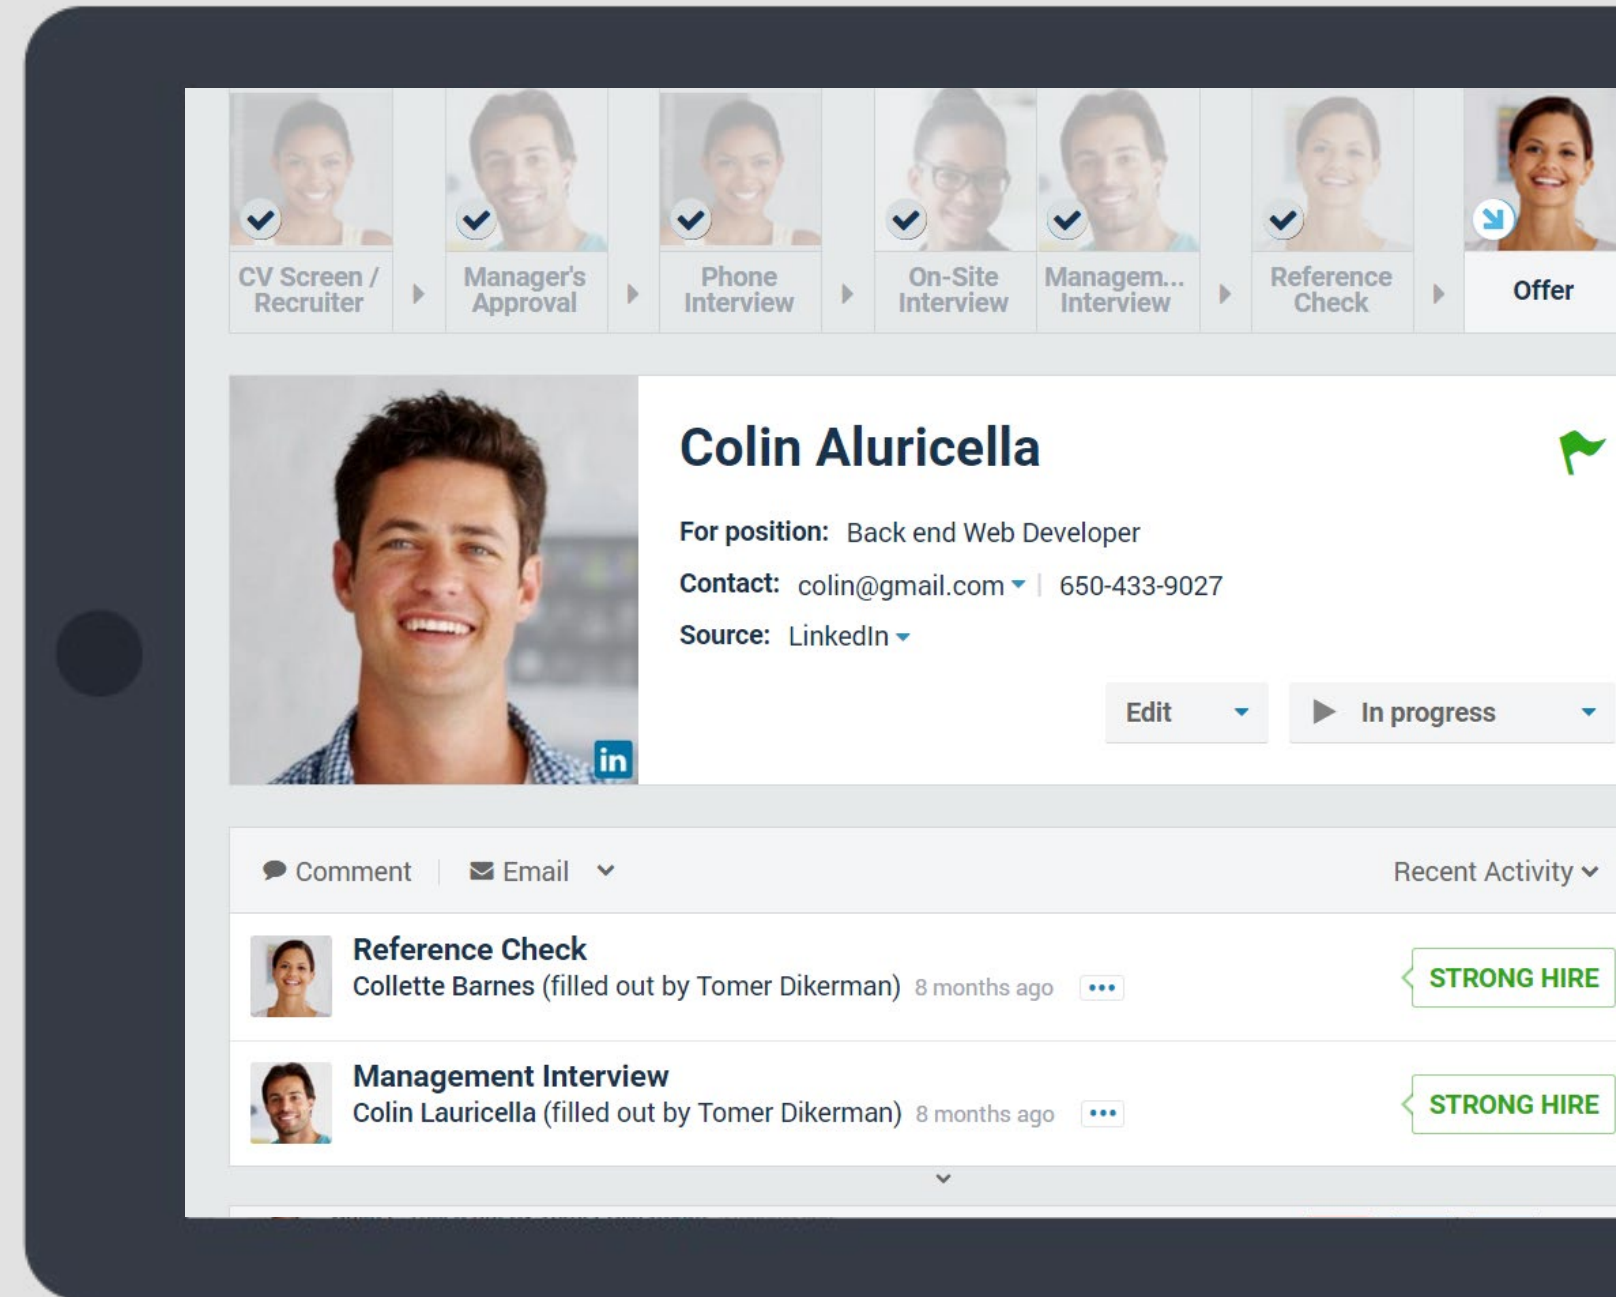 CV Screen /
Recruiter
Manager's
Approval
Phone
Interview
On-Site
Interview
Managem...
Interview
Reference
Check
Offer
Colin Aluricella
For position: Back end Web Developer
Contact: colin@gmail.com | 650-433-9027
Source: LinkedIn
in
Edit
In progress
Comment
Email
Recent Activity
Reference Check
Collette Barnes (filled out by Tomer Dikerman) 8 months ago
STRONG HIRE
Management Interview
Colin Lauricella (filled out by Tomer Dikerman) 8 months ago
STRONG HIRE